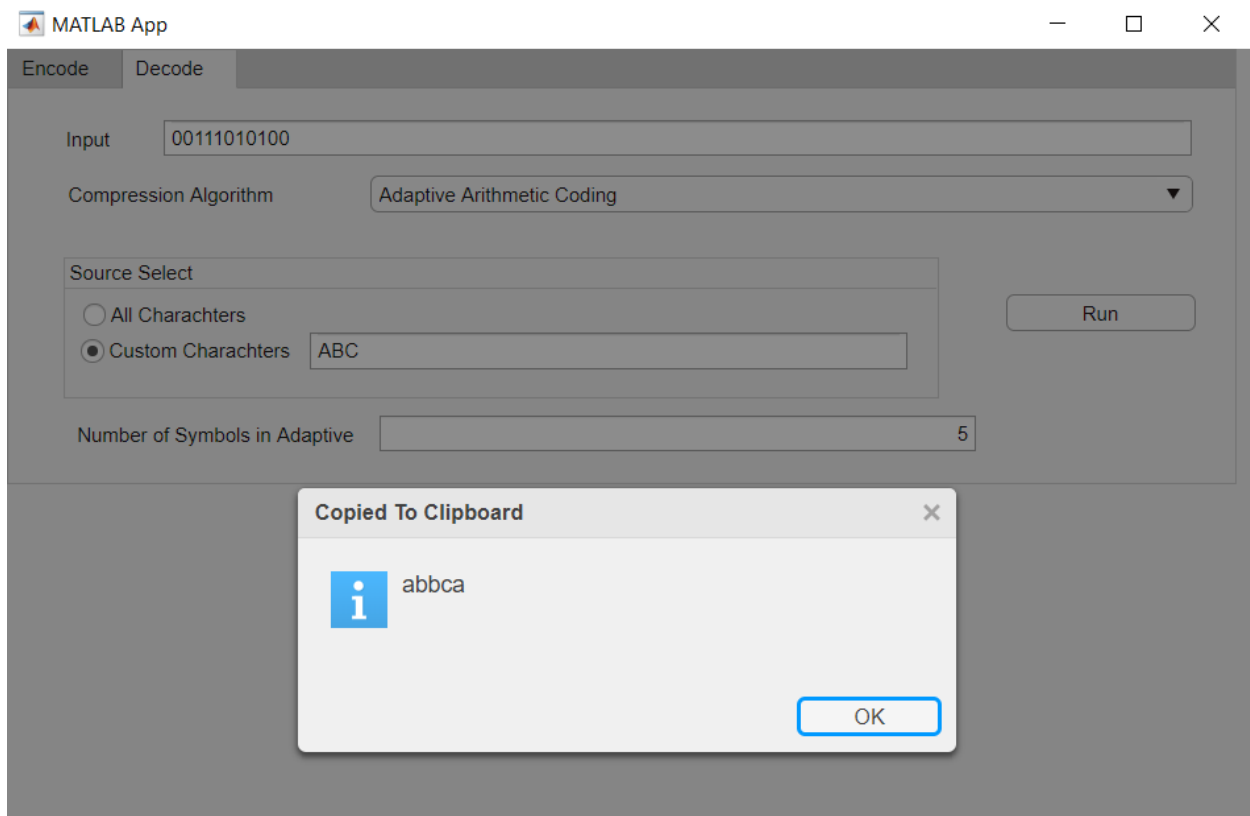 MATLAB App
Encode Decode
Input 00111010100
Compression Algorithm Adaptive Arithmetic Coding
Source Select
All Charachters
Run
Custom Charachters ABC
Number of Symbols in Adaptive 5
Copied To Clipboard
abbca
OK